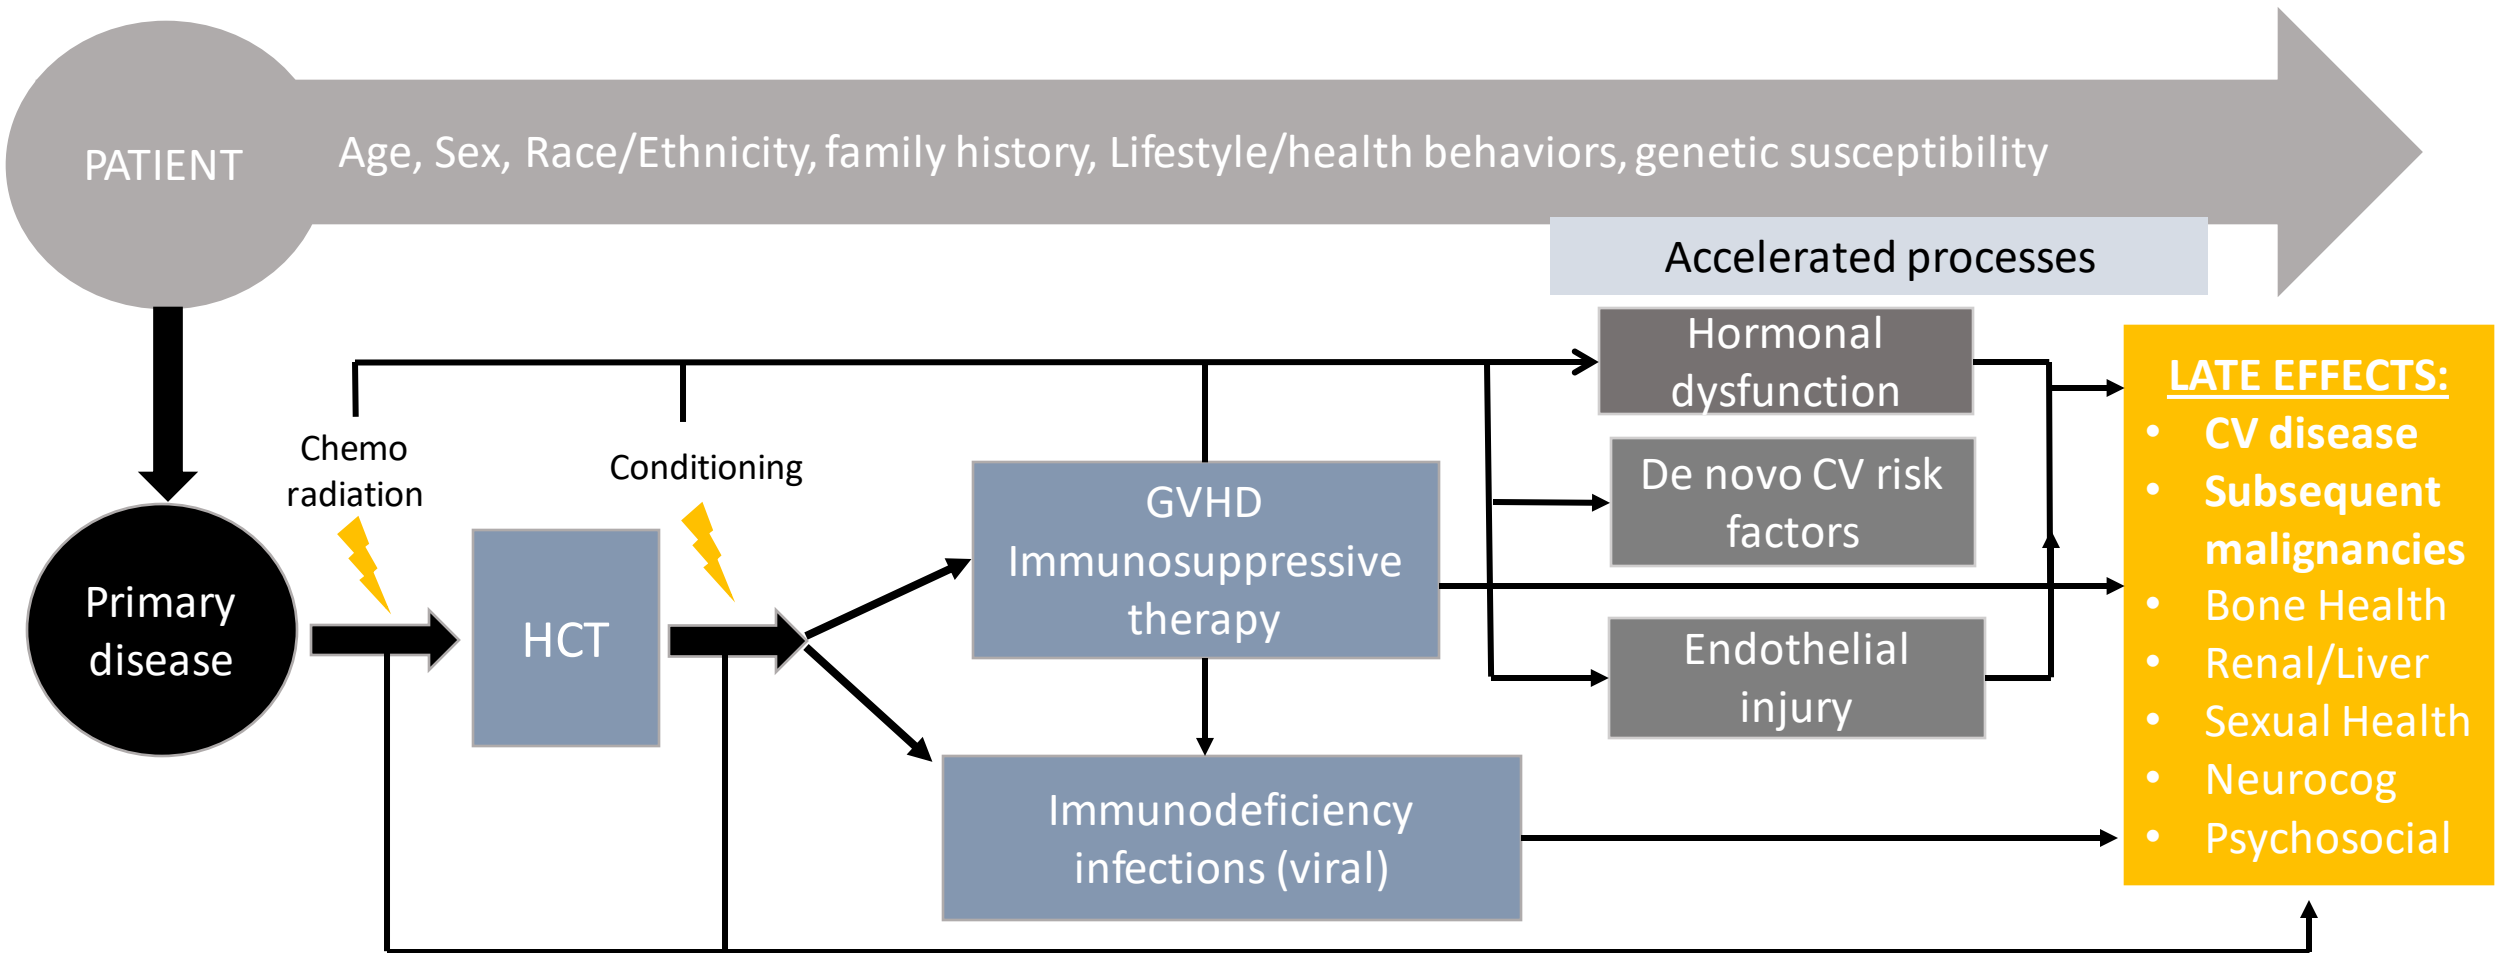 PATIENT
Age, Sex, Race/Ethnicity, family history, Lifestyle/health behaviors, genetic susceptibility
Accelerated processes
Chemo
radiation
Conditioning
Primary
disease
HCT
GVHD
Immunosuppressive
therapy
Immunodeficiency
infections (viral)
Hormonal
dysfunction
De novo CV risk
factors
Endothelial
injury
LATE EFFECTS:
• CV disease
• Subsequent
malignancies
• Bone Health
• Renal/Liver
• Sexual Health
• Neurocog
• Psychosocial